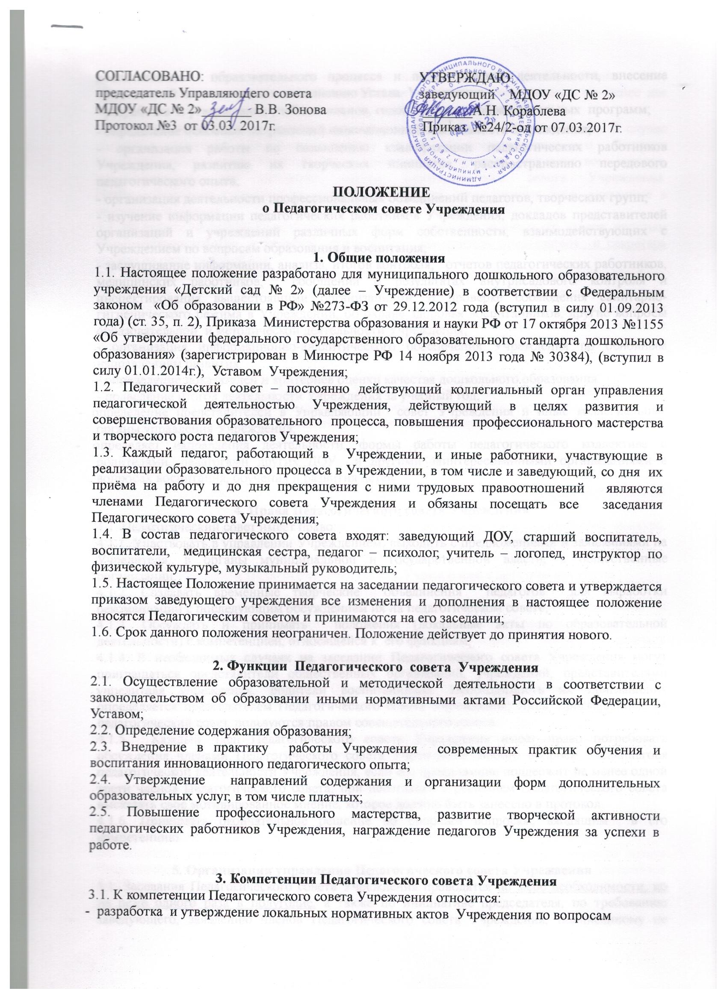 СОГЛАСОВАНО:
председатель Управляющего совета
МДОУ «ДС № 2»________ В.В. Зонова
Протокол №3 от 03.03. 2017г.
УТВЕРЖДАЮ:
заведующий МДОУ «ДС № 2»
А.Н. Кораблева
Приказ №24/2-од от 07.03.2017г.
«ДС № 2»
ПОЛОЖЕНИЕ
о Педагогическом совете Учреждения
1. Общие положения
1.1. Настоящее положение разработано для муниципального дошкольного образовательного
учреждения «Детский сад № 2» (далее – Учреждение) в соответствии с Федеральным
законом «Об образовании в РФ» №273-ФЗ от 29.12.2012 года (вступил в силу 01.09.2013
года) (ст. 35, п. 2), Приказа Министерства образования и науки РФ от 17 октября 2013 №1155
«Об утверждении федерального государственного образовательного стандарта дошкольного
образования» (зарегистрирован в Минюстре РФ 14 ноября 2013 года № 30384), (вступил в
силу 01.01.2014г.), Уставом Учреждения;
1.2. Педагогический совет – постоянно действующий коллегиальный орган управления
педагогической деятельностью Учреждения, действующий в целях развития и
совершенствования образовательного процесса, повышения профессионального мастерства
и творческого роста педагогов Учреждения;
1.3. Каждый педагог, работающий в Учреждении, и иные работники, участвующие в
реализации образовательного процесса в Учреждении, в том числе и заведующий, со дня их
приёма на работу и до дня прекращения с ними трудовых правоотношений являются
членами Педагогического совета Учреждения и обязаны посещать все заседания
Педагогического совета Учреждения;
1.4. В состав педагогического совета входят: заведующий ДОУ, старший воспитатель,
воспитатели, медицинская сестра, педагог – психолог, учитель – логопед, инструктор по
физической культуре, музыкальный руководитель;
1.5. Настоящее Положение принимается на заседании педагогического совета и утверждается
приказом заведующего учреждения все изменения и дополнения в настоящее положение
вносятся Педагогическим советом и принимаются на его заседании;
1.6. Срок данного положения неограничен. Положение действует до принятия нового.
2. Функции Педагогического совета Учреждения
2.1. Осуществление образовательной и методической деятельности в соответствии с
законодательством об образовании иными нормативными актами Российской Федерации,
Уставом;
2.2. Определение содержания образования;
2.3. Внедрение в практику работы Учреждения современных практик обучения и
воспитания инновационного педагогического опыта;
2.4. Утверждение направлений содержания и организации форм дополнительных
образовательных услуг, в том числе платных;
2.5. Повышение профессионального мастерства, развитие творческой активности
педагогических работников Учреждения, награждение педагогов Учреждения за успехи в
работе.
3. Компетенции Педагогического совета Учреждения
3.1. К компетенции Педагогического совета Учреждения относится:
- разработка и утверждение локальных нормативных актов Учреждения по вопросам